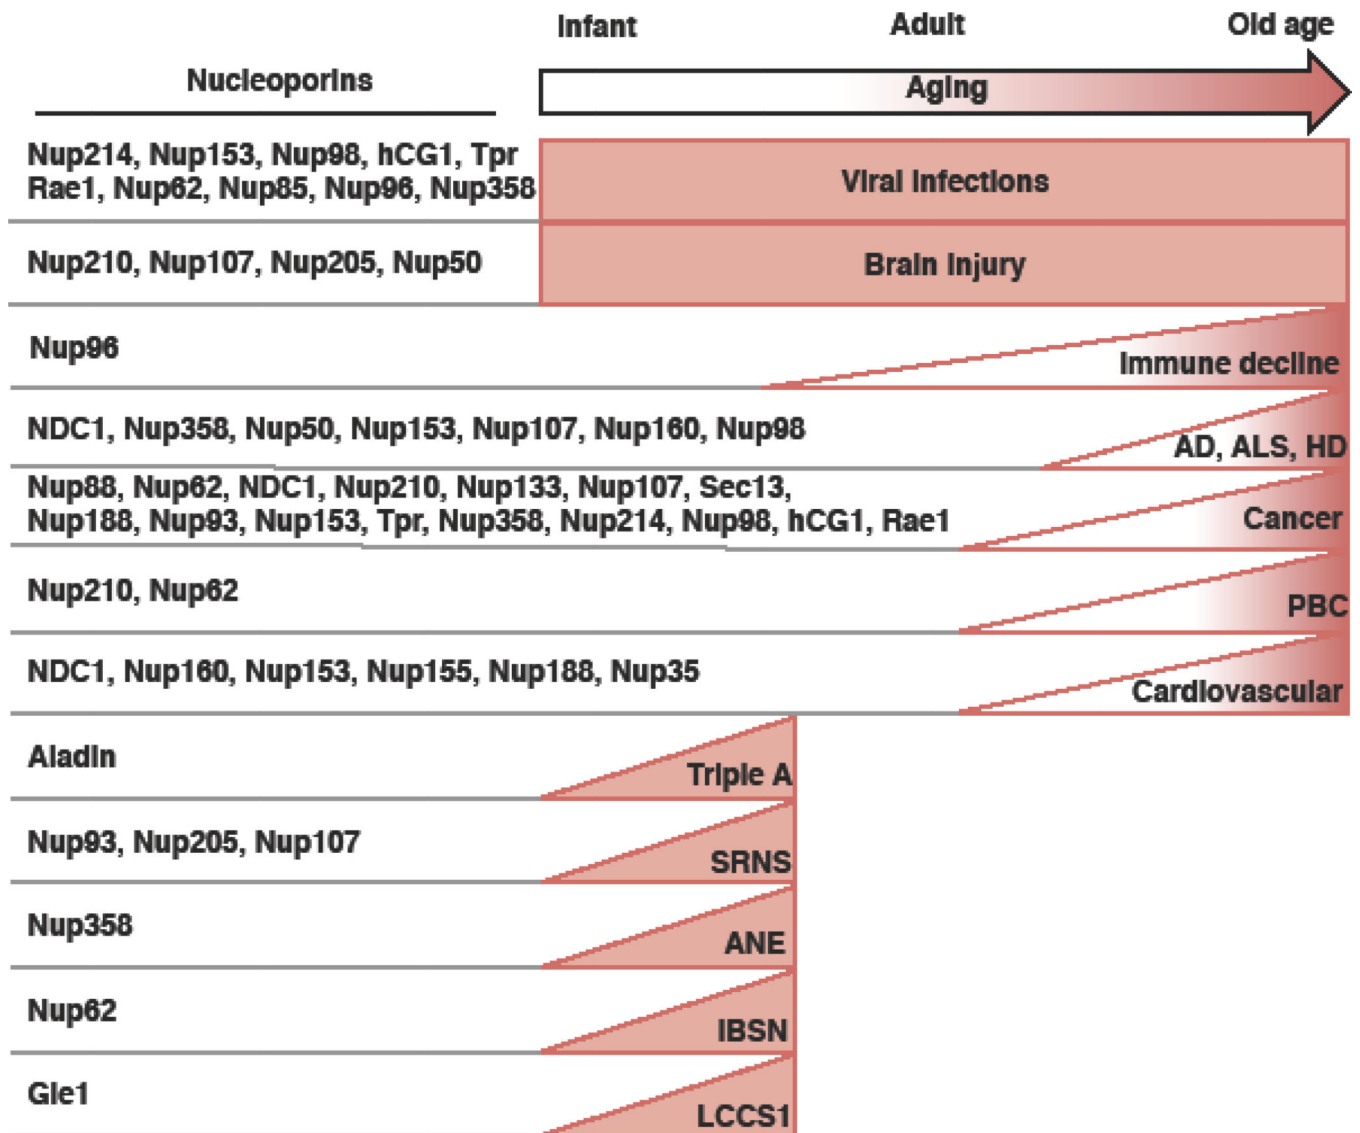 Infant Adult Old age
Nucleoporins Aging
Nup214, Nup153, Nup98, hCG1, Tpr
Rae1, Nup62, Nup85, Nup96, Nup358
Viral Infections
Nup210, Nup107, Nup205, Nup50
Brain Injury
Nup96
Immune decline
NDC1, Nup358, Nup50, Nup153, Nup107, Nup160, Nup98
AD, ALS, HD
Nup88, Nup62, NDC1, Nup210, Nup133, Nup107, Sec13,
Nup188, Nup93, Nup153, Tpr, Nup358, Nup214, Nup98, hCG1, Rae1
Cancer
Nup210, Nup62
PBC
NDC1, Nup160, Nup153, Nup155, Nup188, Nup35
Cardiovascular
Aladin
Triple A
Nup93, Nup205, Nup107
SRNS
Nup358
ANE
Nup62
IBSN
Gle1
LCCS1